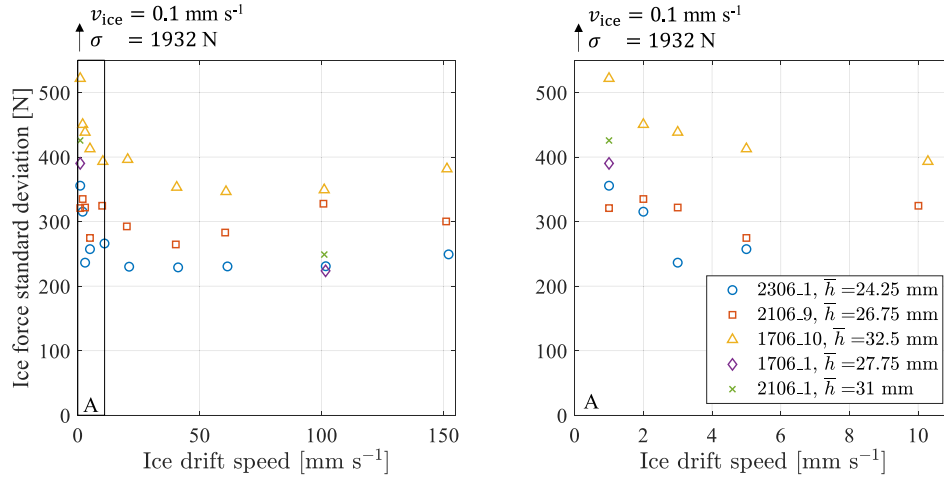 v_ice = 0.1 mm s⁻¹
σ = 1932 N
Ice force standard deviation [N]
500
400
300
200
100
0
A
0 50 100 150
Ice drift speed [mm s⁻¹]
v_ice = 0.1 mm s⁻¹
σ = 1932 N
500
400
300
200
100
0
2306_1, h̅ =24.25 mm
2106_9, h̅ =26.75 mm
1706_10, h̅ =32.5 mm
1706_1, h̅ =27.75 mm
2106_1, h̅ =31 mm
A
0 2 4 6 8 10
Ice drift speed [mm s⁻¹]